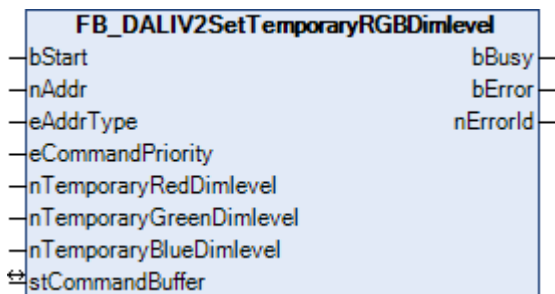 FB_DALIV2SetTemporaryRGBDimlevel
bStart bBusy
nAddr bError
eAddrType nErrorId
eCommandPriority
nTemporaryRedDimlevel
nTemporaryGreenDimlevel
nTemporaryBlueDimlevel
stCommandBuffer